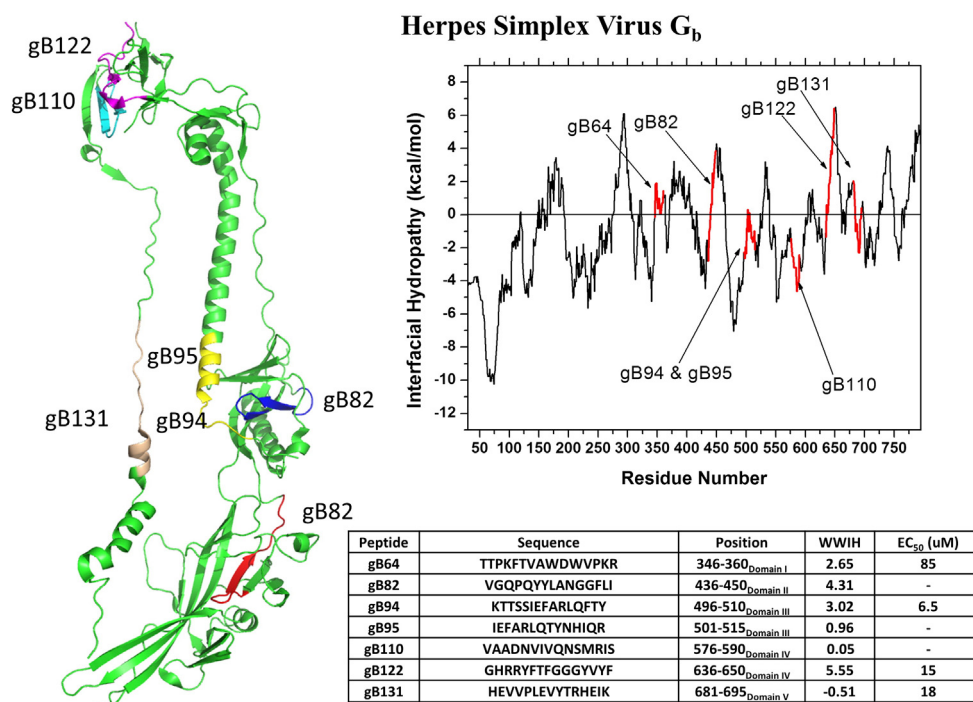 Herpes Simplex Virus Gb
gB122
gB110
gB95
gB94
gB82
gB131
gB82
8
6
4
2
0
-2
-4
-6
-8
-10
-12
Interfacial Hydropathy (kcal/mol)
gB64
gB82
gB131
gB122
gB94 & gB95
gB110
50 100 150 200 250 300 350 400 450 500 550 600 650 700 750
Residue Number
Peptide Sequence Position WWIH EC50 (uM)
gB64 TTPKFTVAWDWVPKR 346-360Domain I 2.65 85
gB82 VGQPQYYLANGGFLI 436-450Domain II 4.31 -
gB94 KTTSSIEFARLQFTY 496-510Domain III 3.02 6.5
gB95 IEFARLQTYNHIQR 501-515Domain III 0.96 -
gB110 VAADNVIVQNSMRIS 576-590Domain IV 0.05 -
gB122 GHRRYFTFGGGYVYF 636-650Domain IV 5.55 15
gB131 HEVVPLEVYTRHEIK 681-695Domain V -0.51 18